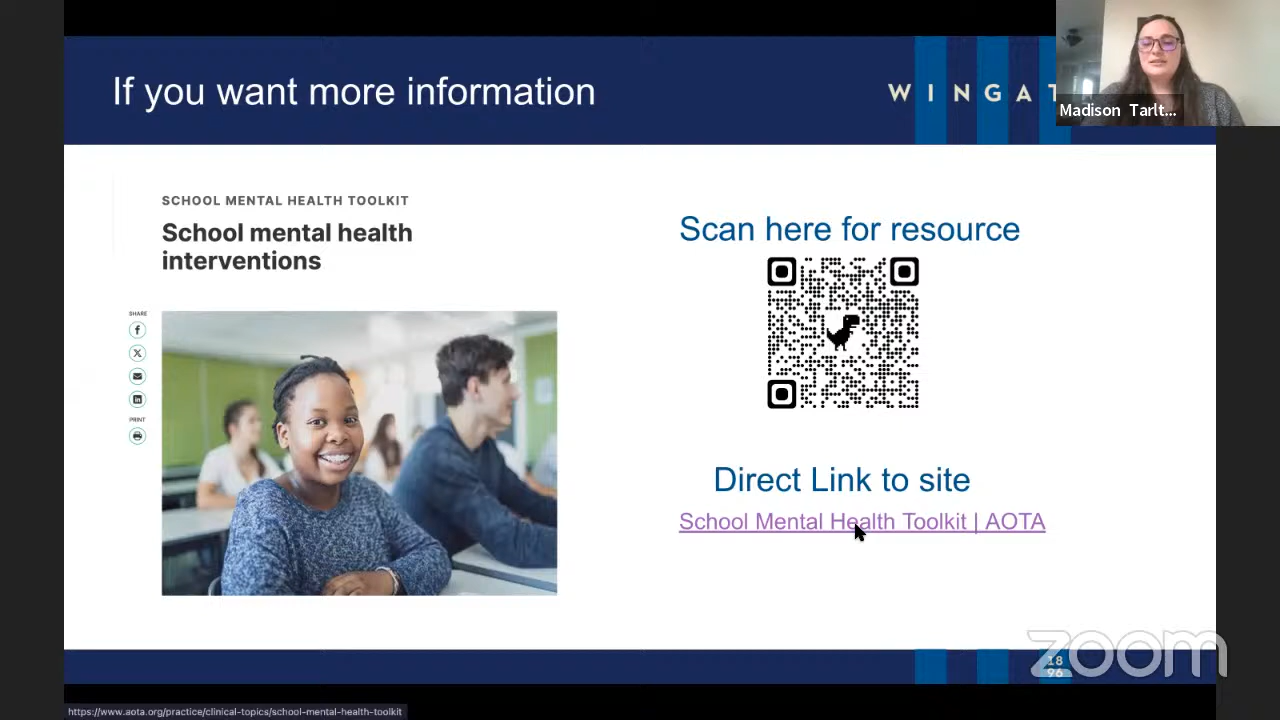 If you want more information
WINGAT
Madison Tarlt...
SCHOOL MENTAL HEALTH TOOLKIT
School mental health
interventions
SHARE
PRINT
Scan here for resource
Direct Link to site
School Mental Health Toolkit | AOTA
zoom
18
96
https://www.aota.org/practice/clinical-topics/school-mental-health-toolkit